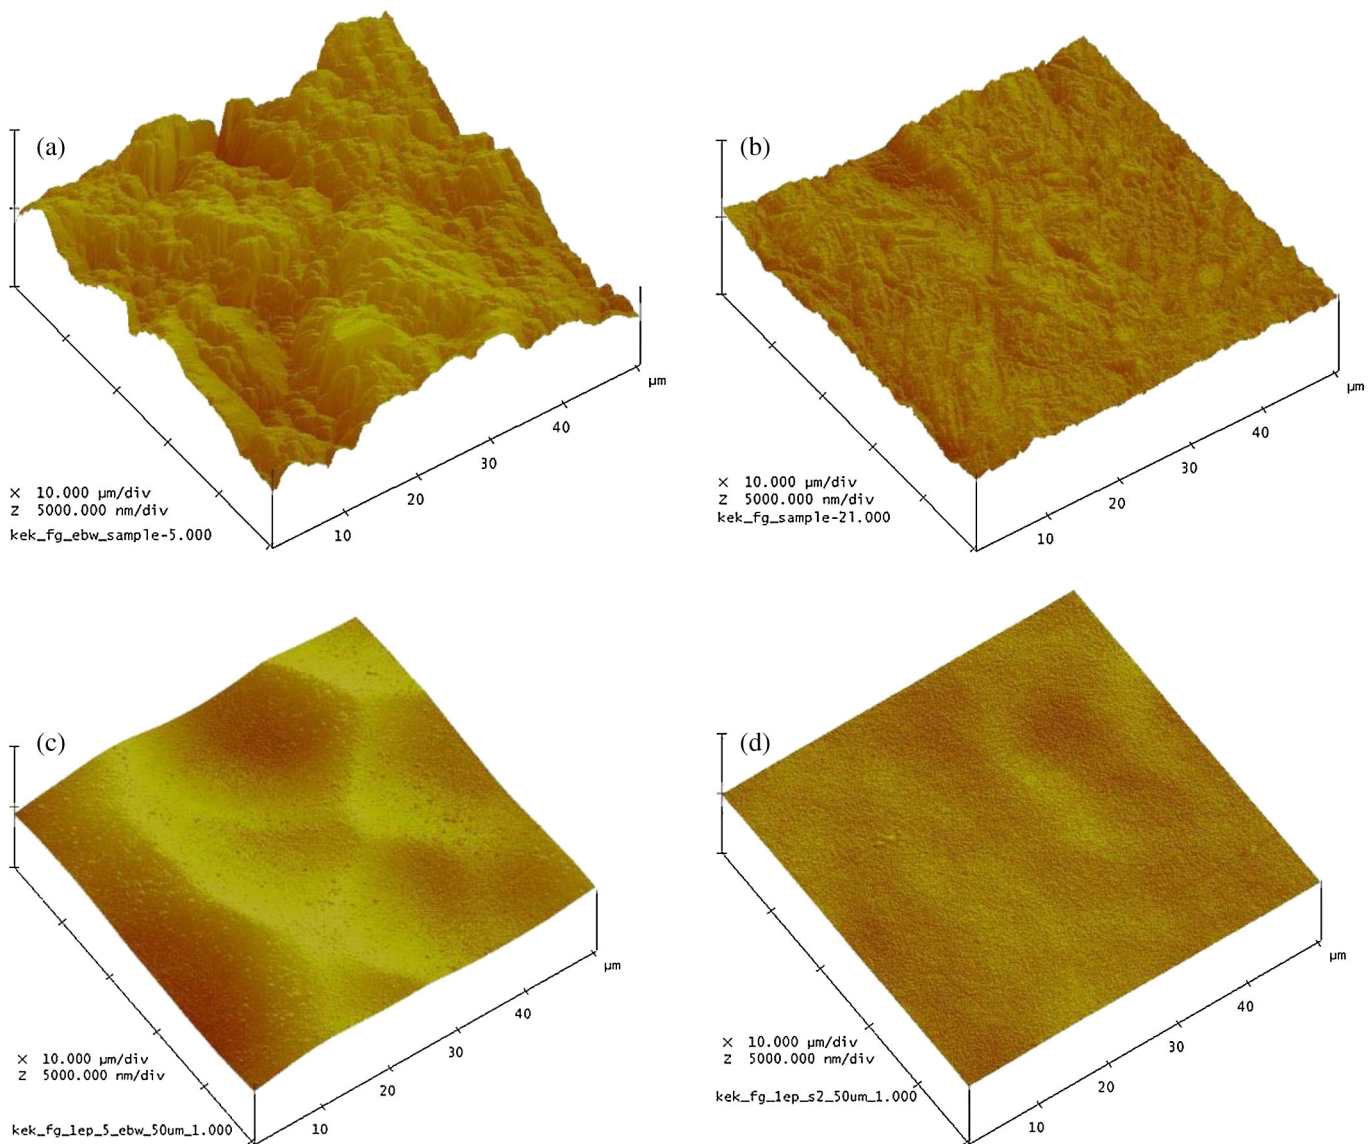 (a)
µm
40
30
20
10
X 10.000 µm/div
Z 5000.000 nm/div
kek_fg_ebw_sample-5.000
(b)
µm
40
30
20
10
X 10.000 µm/div
Z 5000.000 nm/div
kek_fg_sample-21.000
(c)
µm
40
30
20
10
X 10.000 µm/div
Z 5000.000 nm/div
kek_fg_1ep_5_ebw_50um_1.000
(d)
µm
40
30
20
10
X 10.000 µm/div
Z 5000.000 nm/div
kek_fg_1ep_s2_50um_1.000